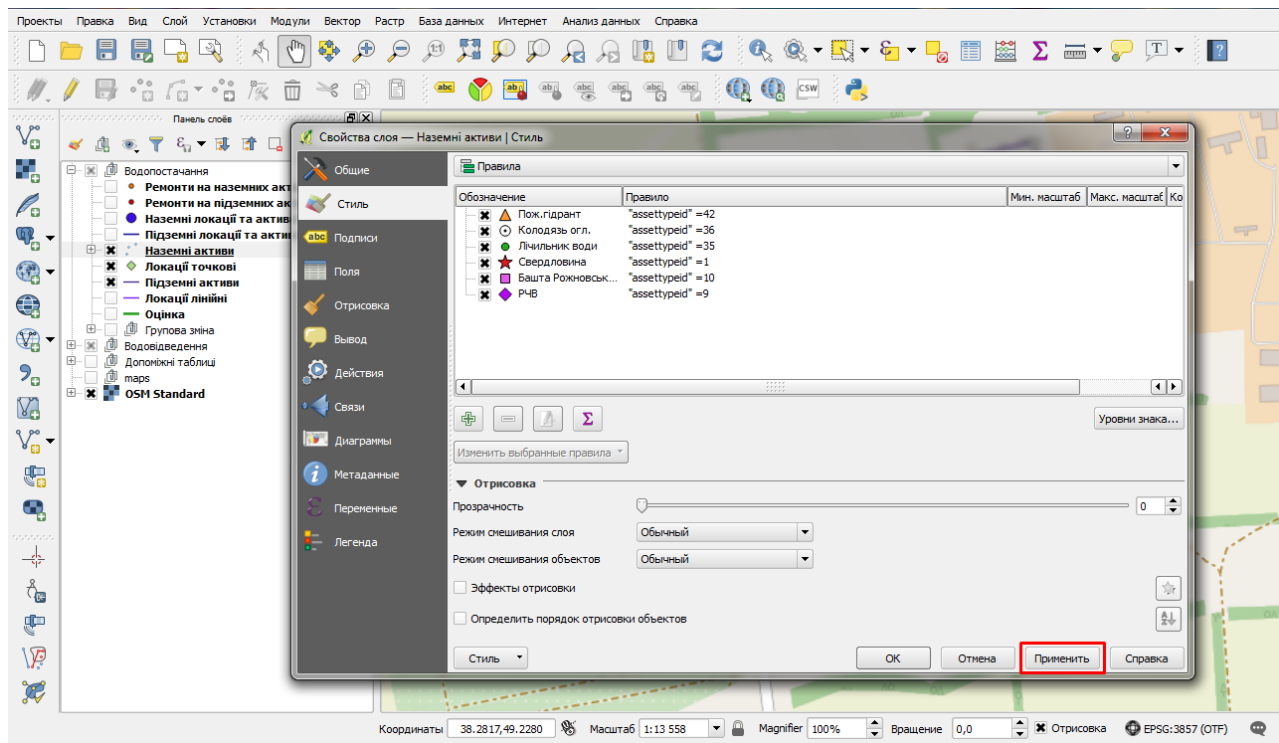 Проекты Правка Вид Слой Установки Модули Вектор Растр База данных Интернет Анализ данных Справка
Панель слоёв
Водопостачання
Ремонти на наземних акт
Ремонти на підземних ак
Наземні локації та актив
Підземні локації та акти
Наземні активи
Локації точкові
Підземні активи
Локації лінійні
Оцінка
Групова зміна
Водовідведення
Допоміжні таблиці
maps
OSM Standard
Свойства слоя — Наземні активи | Стиль
Общие
Стиль
Подписи
Поля
Отрисовка
Вывод
Действия
Связи
Диаграммы
Метаданные
Переменные
Легенда
Правила
Обозначение Правило Мин. масштаб Макс. масштаб Ко
Пож.гідрант "assettypeid" =42
Колодязь огл. "assettypeid" =36
Лічильник води "assettypeid" =35
Свердловина "assettypeid" =1
Башта Рожновськ... "assettypeid" =10
РЧВ "assettypeid" =9
Уровни знака...
Изменить выбранные правила
Отрисовка
Прозрачность 0
Режим смешивания слоя Обычный
Режим смешивания объектов Обычный
Эффекты отрисовки
Определить порядок отрисовки объектов
Стиль OK Отмена Применить Справка
Координаты 38.2817,49.2280 Масштаб 1:13 558 Magnifier 100% Вращение 0,0 Отрисовка EPSG:3857 (OTF)